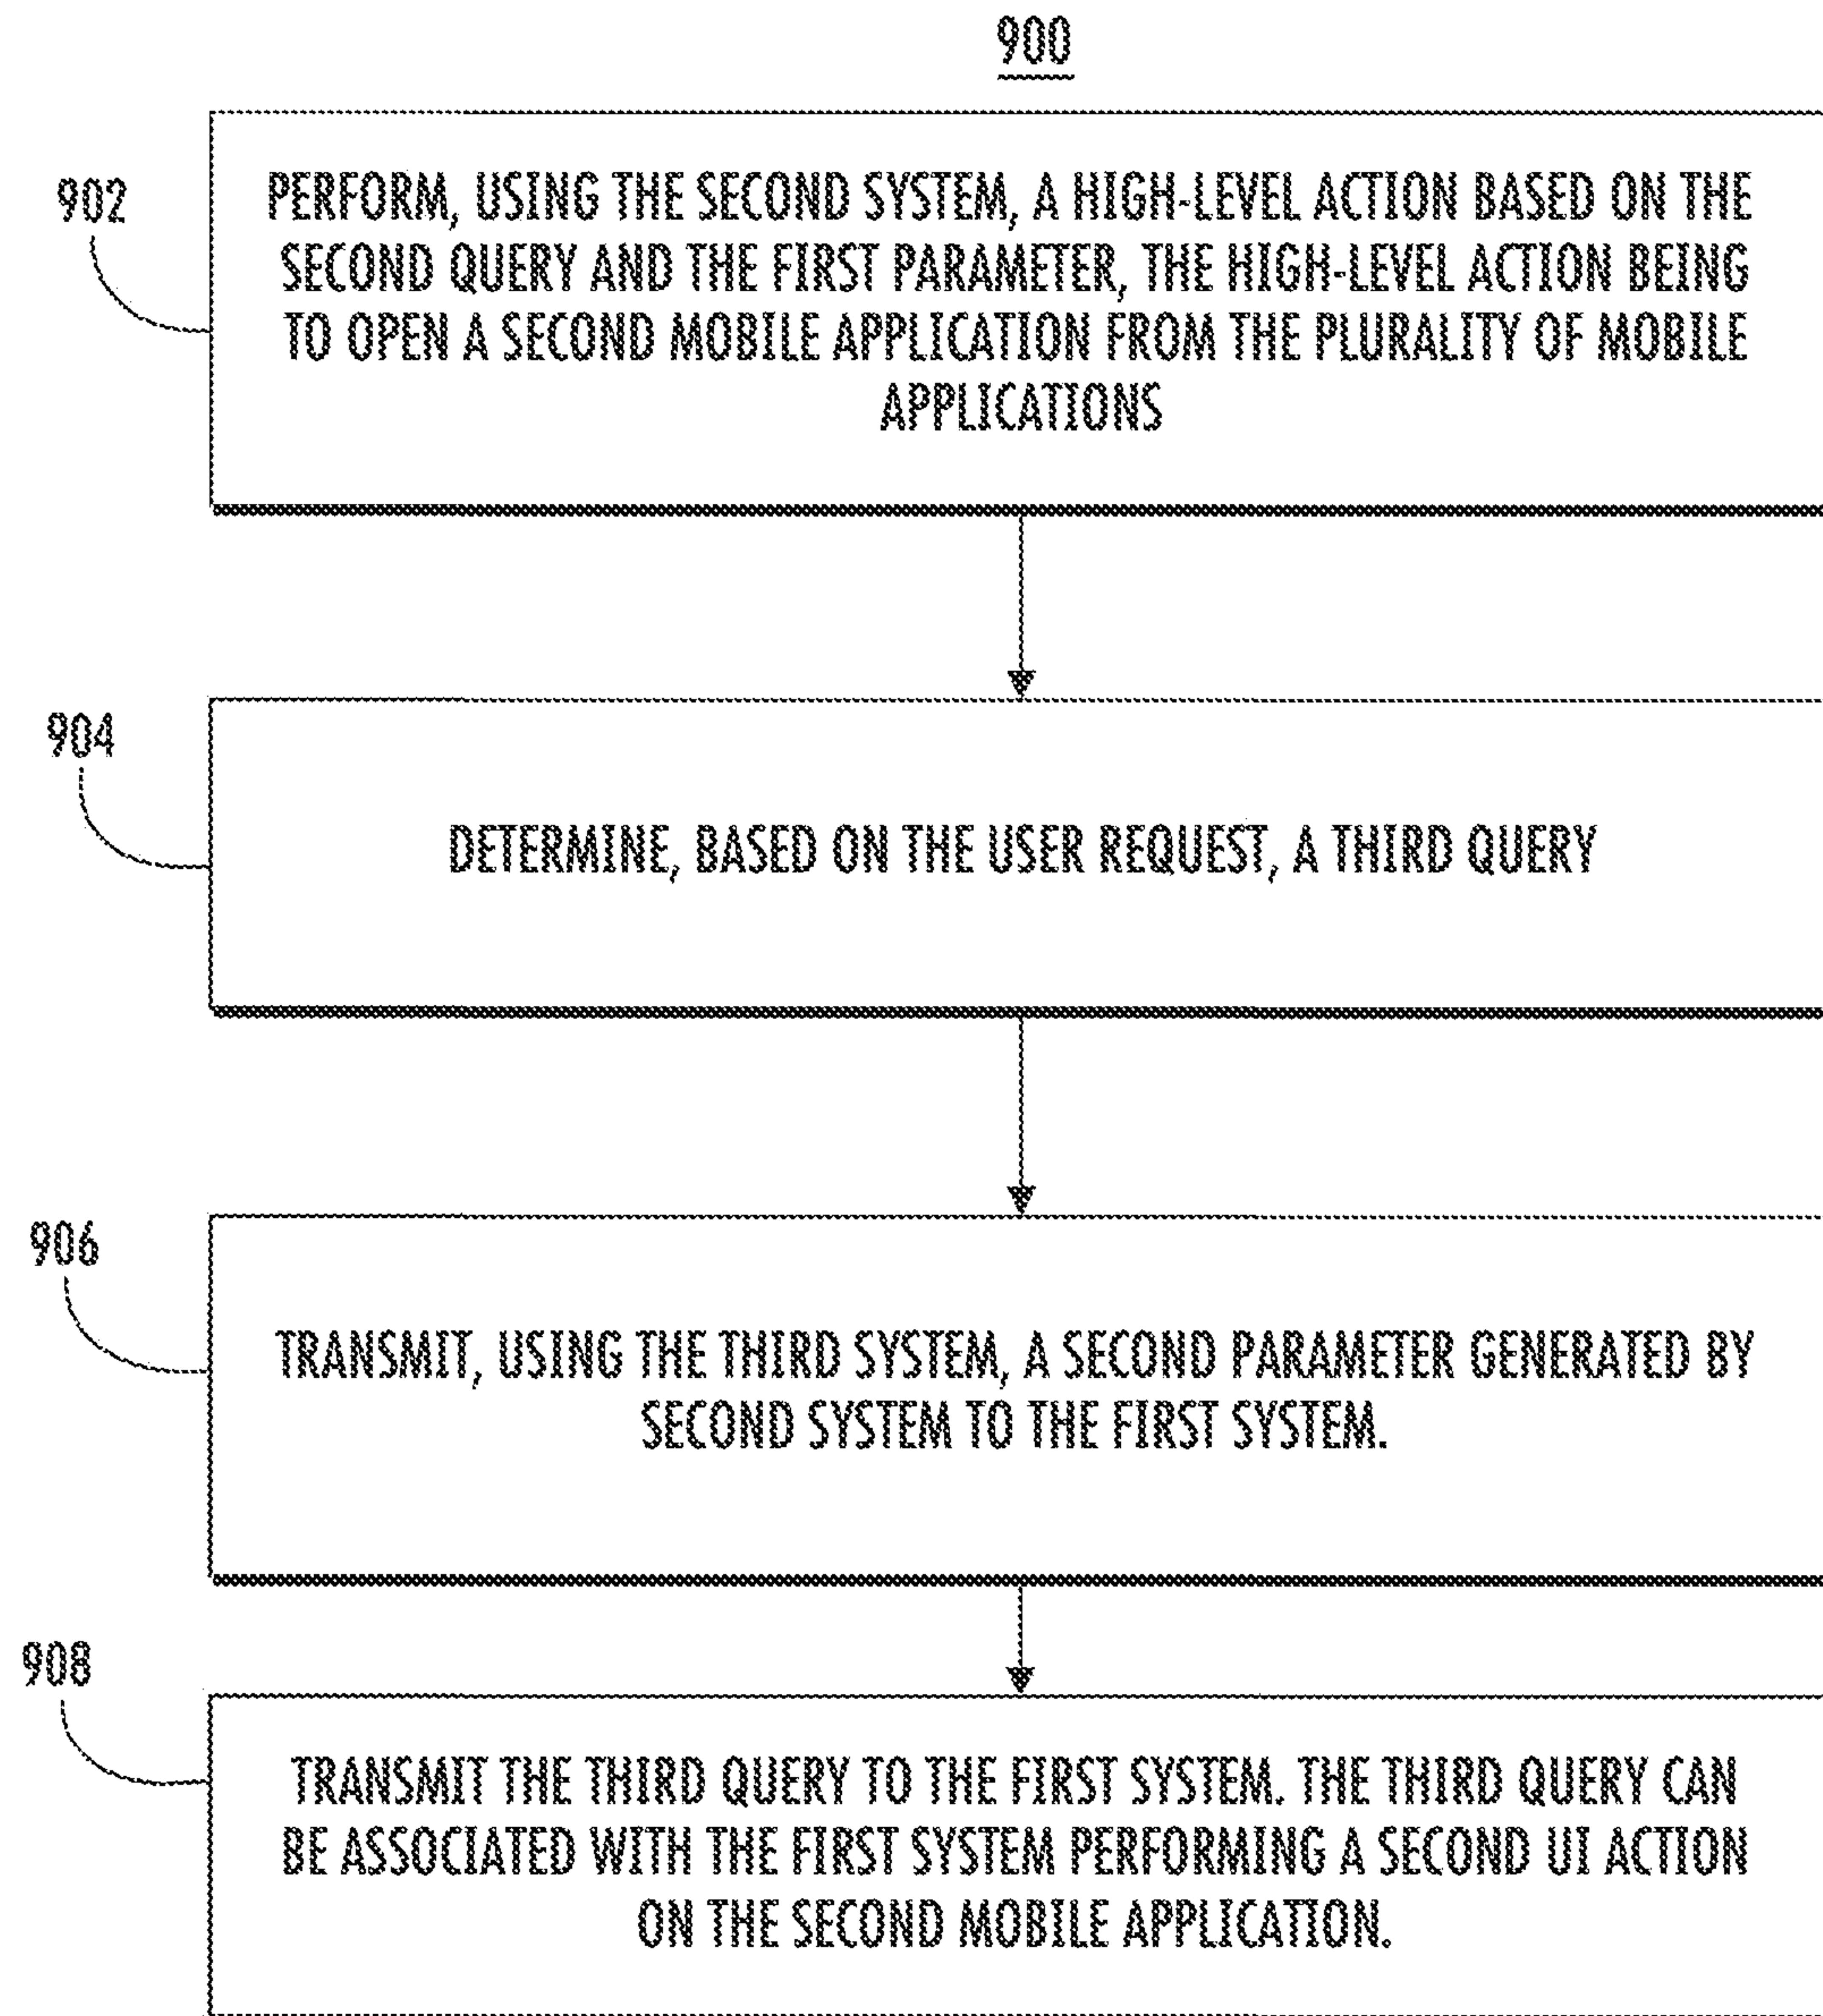 900
902
PERFORM, USING THE SECOND SYSTEM, A HIGH-LEVEL ACTION BASED ON THE
SECOND QUERY AND THE FIRST PARAMETER, THE HIGH-LEVEL ACTION BEING
TO OPEN A SECOND MOBILE APPLICATION FROM THE PLURALITY OF MOBILE
APPLICATIONS
904
DETERMINE, BASED ON THE USER REQUEST, A THIRD QUERY
906
TRANSMIT, USING THE THIRD SYSTEM, A SECOND PARAMETER GENERATED BY
SECOND SYSTEM TO THE FIRST SYSTEM.
908
TRANSMIT THE THIRD QUERY TO THE FIRST SYSTEM. THE THIRD QUERY CAN
BE ASSOCIATED WITH THE FIRST SYSTEM PERFORMING A SECOND UI ACTION
ON THE SECOND MOBILE APPLICATION.